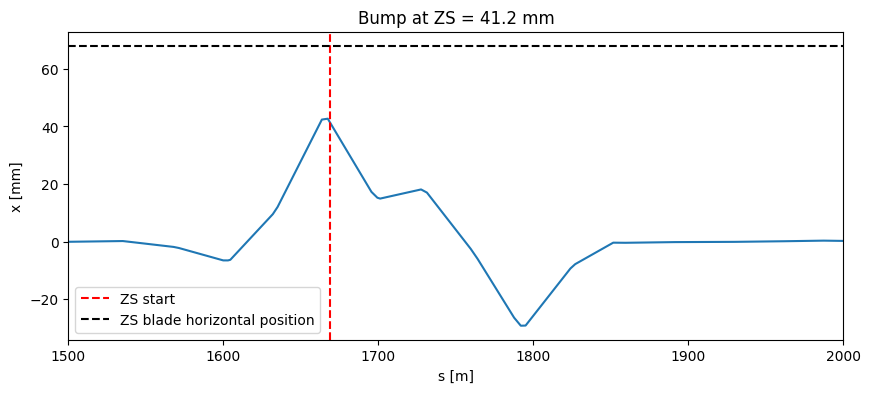 Bump at ZS = 41.2 mm
x [mm]
60
40
20
0
−20
ZS start
ZS blade horizontal position
1500
1600
1700
1800
1900
2000
s [m]